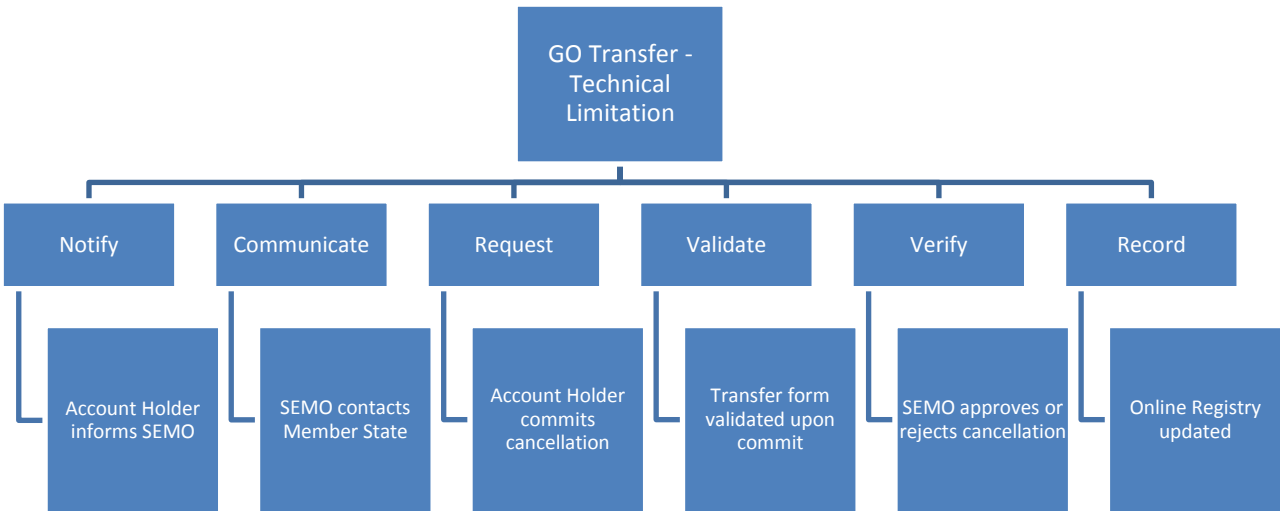 GO Transfer -
Technical
Limitation
Notify
Communicate
Request
Validate
Verify
Record
Account Holder
informs SEMO
SEMO contacts
Member State
Account Holder
commits
cancellation
Transfer form
validated upon
commit
SEMO approves or
rejects cancellation
Online Registry
updated